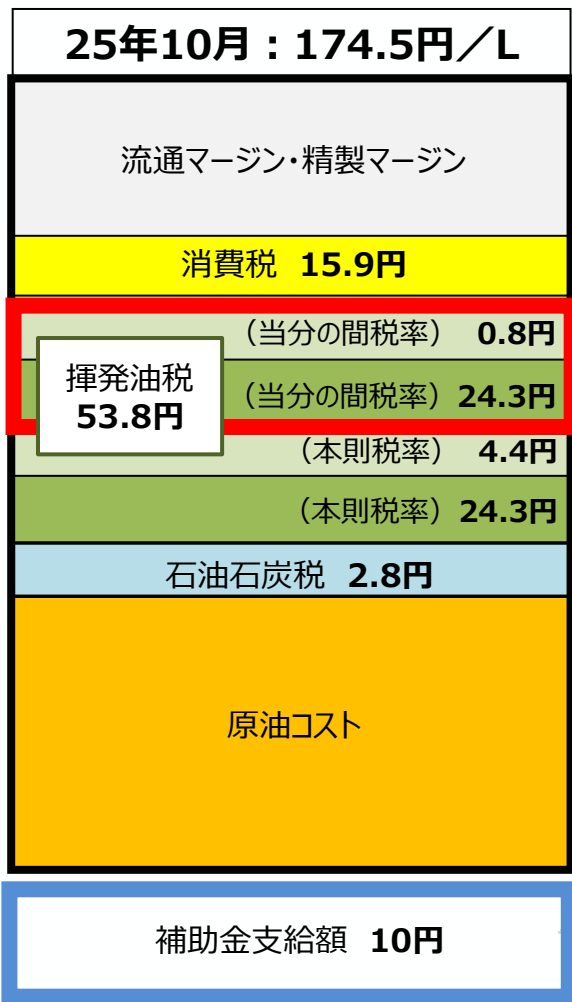 25年10月：174.5円／L
流通マージン・精製マージン
消費税 15.9円
（当分の間税率） 0.8円
揮発油税
53.8円
（当分の間税率） 24.3円
（本則税率） 4.4円
（本則税率） 24.3円
石油石炭税 2.8円
原油コスト
補助金支給額 10円